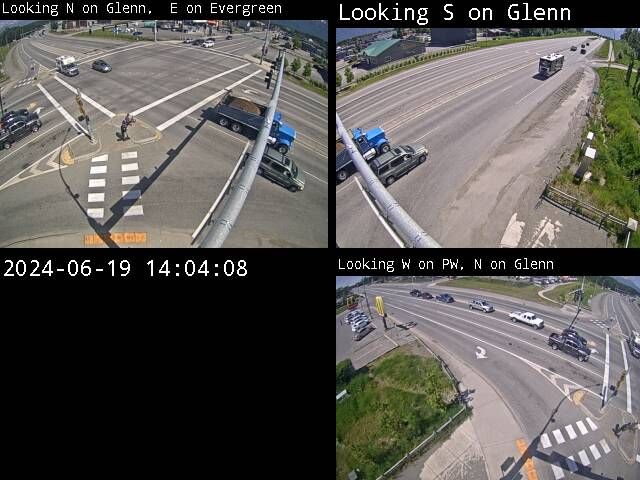 Looking N on Glenn, E on Evergreen
Looking S on Glenn
2024-06-19 14:04:08
Looking W on PW, N on Glenn